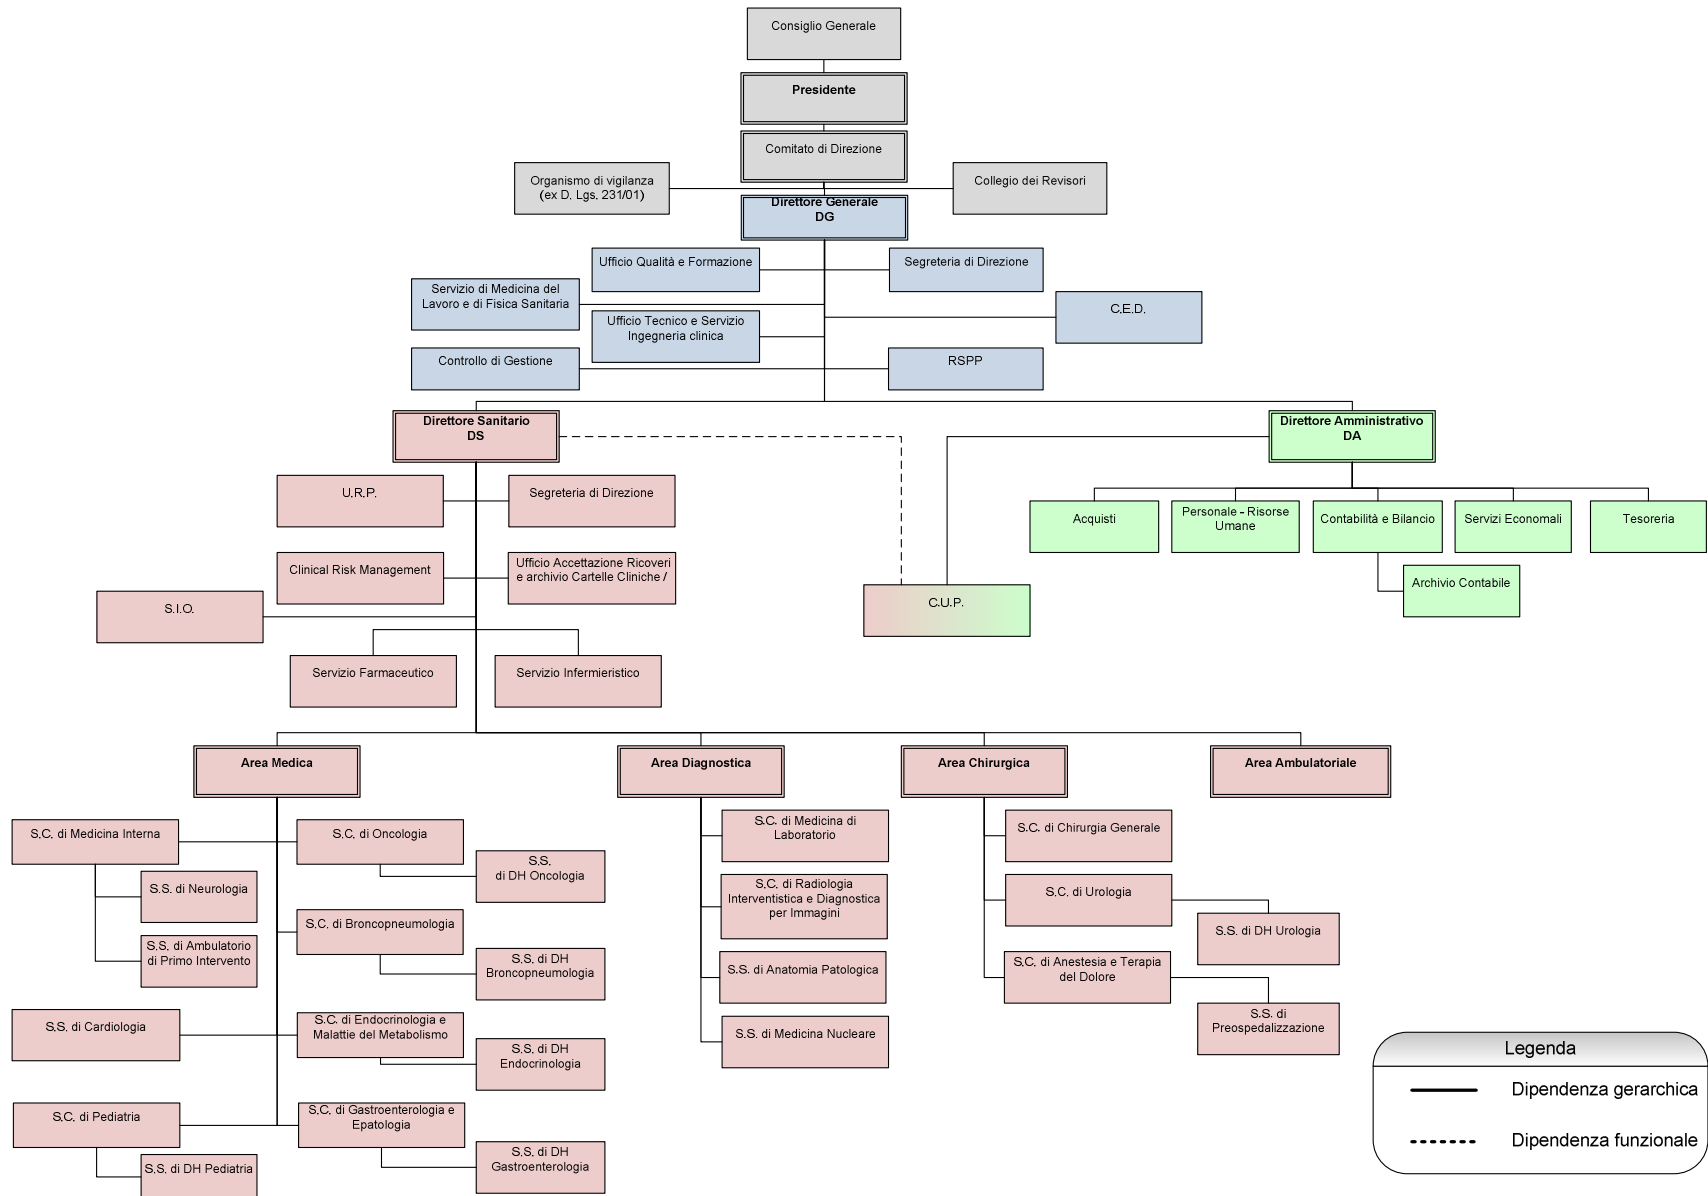 Consiglio Generale
Presidente
Comitato di Direzione
Organismo di vigilanza
(ex D. Lgs. 231/01)
Collegio dei Revisori
Direttore Generale
DG
Ufficio Qualità e Formazione
Segreteria di Direzione
Servizio di Medicina del
Lavoro e di Fisica Sanitaria
C.E.D.
Ufficio Tecnico e Servizio
Ingegneria clinica
Controllo di Gestione
RSPP
Direttore Sanitario
DS
Direttore Amministrativo
DA
U.R.P.
Segreteria di Direzione
Acquisti
Personale - Risorse
Umane
Contabilità e Bilancio
Servizi Economali
Tesoreria
Clinical Risk Management
Ufficio Accettazione Ricoveri
e archivio Cartelle Cliniche /
Archivio Contabile
S.I.O.
C.U.P.
Servizio Farmaceutico
Servizio Infermieristico
Area Medica
Area Diagnostica
Area Chirurgica
Area Ambulatoriale
S.C. di Medicina Interna
S.S. di Neurologia
S.S. di Ambulatorio
di Primo Intervento
S.S. di Cardiologia
S.C. di Pediatria
S.S. di DH Pediatria
S.C. di Oncologia
S.S.
di DH Oncologia
S.C. di Broncopneumologia
S.S. di DH
Broncopneumologia
S.C. di Endocrinologia e
Malattie del Metabolismo
S.S. di DH
Endocrinologia
S.C. di Gastroenterologia e
Epatologia
S.S. di DH
Gastroenterologia
S.C. di Medicina di
Laboratorio
S.C. di Radiologia
Interventistica e Diagnostica
per Immagini
S.S. di Anatomia Patologica
S.S. di Medicina Nucleare
S.C. di Chirurgia Generale
S.C. di Urologia
S.S. di DH Urologia
S.C. di Anestesia e Terapia
del Dolore
S.S. di
Preospedalizzazione
Legenda
Dipendenza gerarchica
Dipendenza funzionale